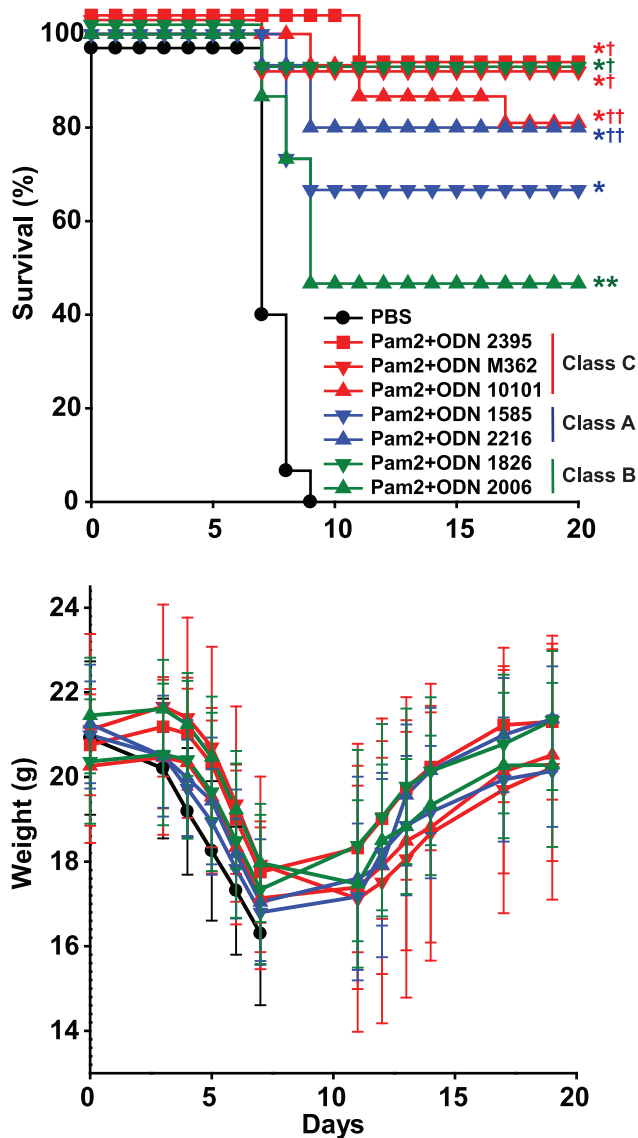 Survival (%)
100
80
60
40
20
0
0 5 10 15 20
*†
*†
*†
*††
*††
*
**
PBS
Pam2+ODN 2395
Pam2+ODN M362
Pam2+ODN 10101
Class C
Pam2+ODN 1585
Pam2+ODN 2216
Class A
Pam2+ODN 1826
Pam2+ODN 2006
Class B
Weight (g)
24
22
20
18
16
14
0 5 10 15 20
Days